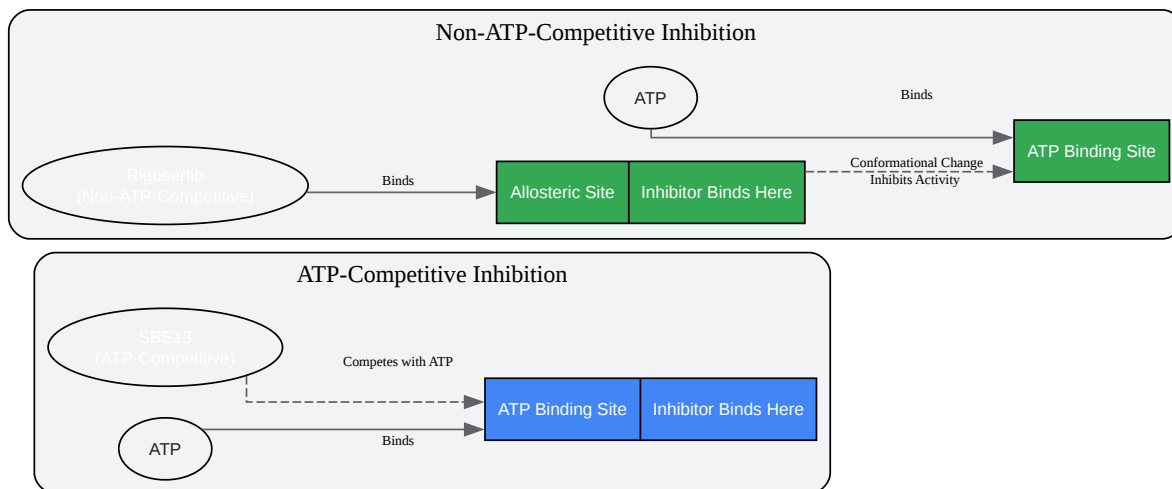 Non-ATP-Competitive Inhibition
ATP
Binds
ATP Binding Site
Rigosertib
(Non-ATP-Competitive)
Binds
Allosteric Site
Inhibitor Binds Here
Conformational Change
Inhibits Activity
ATP-Competitive Inhibition
SBE13
(ATP-Competitive)
Competes with ATP
ATP Binding Site
Inhibitor Binds Here
ATP
Binds